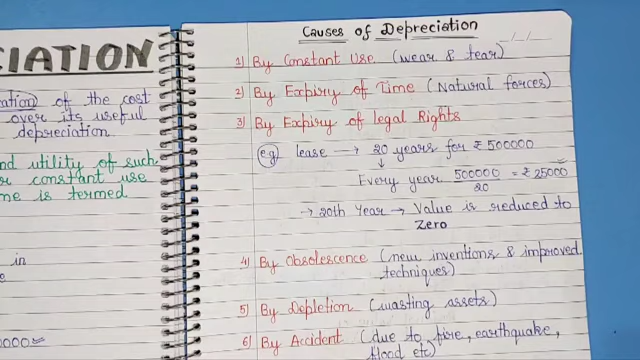 CIATION
ation) of the cost
over its useful
depreciation
nd utility of such
r constant use
me is termed
in
0000
Causes of Depreciation
1) By Constant Use (wear & tear)
2) By Expiry of Time (Natural forces)
3) By Expiry of legal Rights
e.g lease → 20 years for ₹ 500000
↓
Every year 500000 = ₹ 25000
20
→ 20th Year → Value is reduced to
Zero
4) By Obsolescence (new inventions & improved
techniques)
5) By Depletion (wasting assets)
6) By Accident (due to fire, earthquake,
flood etc)